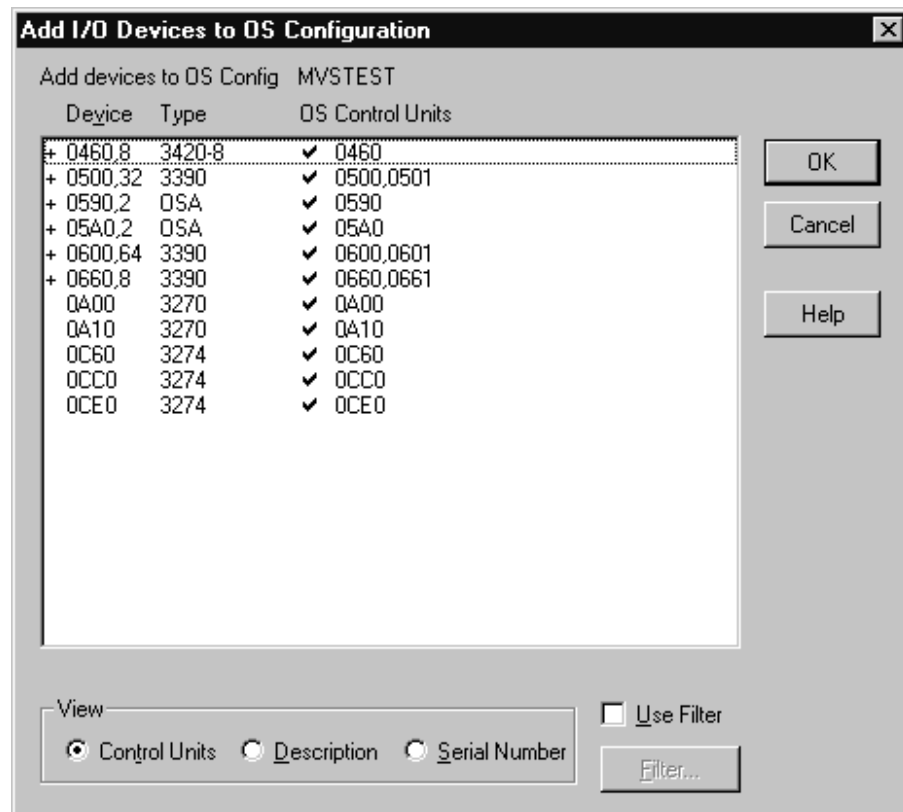 Add I/O Devices to OS Configuration
Add devices to OS Config MVSTEST
Device Type OS Control Units
+ 0460,8 3420-8 ✔ 0460
+ 0500,32 3390 ✔ 0500,0501
+ 0590,2 OSA ✔ 0590
+ 05A0,2 OSA ✔ 05A0
+ 0600,64 3390 ✔ 0600,0601
+ 0660,8 3390 ✔ 0660,0661
0A00 3270 ✔ 0A00
0A10 3270 ✔ 0A10
0C60 3274 ✔ 0C60
0CC0 3274 ✔ 0CC0
0CE0 3274 ✔ 0CE0
OK
Cancel
Help
View
Control Units Description Serial Number
Use Filter
Filter...